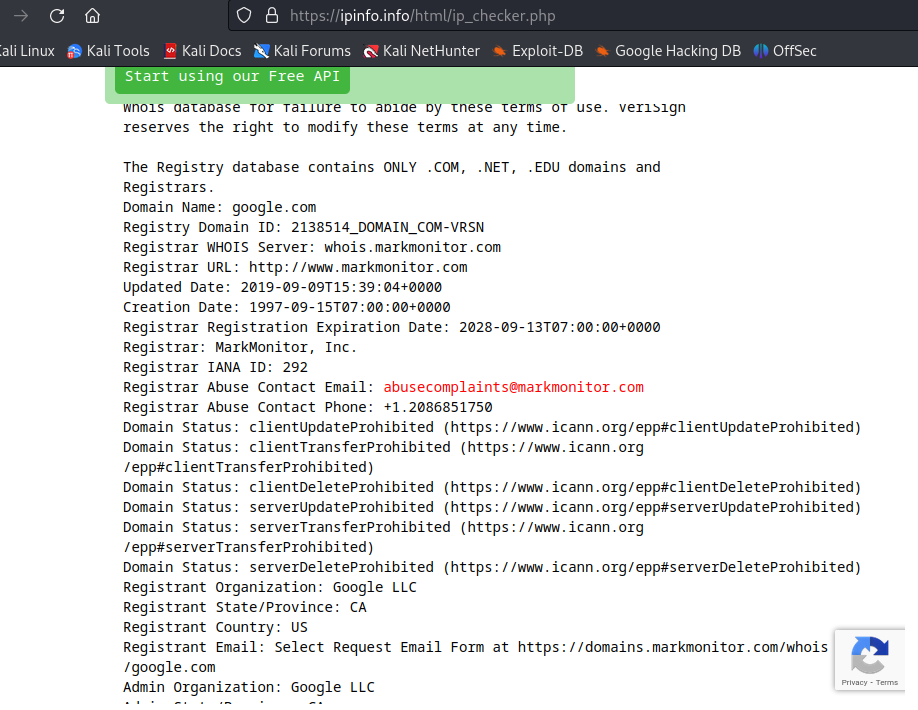 https://ipinfo.info/html/ip_checker.php
Kali Linux Kali Tools Kali Docs Kali Forums Kali NetHunter Exploit-DB Google Hacking DB OffSec
Start using our Free API
Whois database for failure to abide by these terms of use. VeriSign
reserves the right to modify these terms at any time.
The Registry database contains ONLY .COM, .NET, .EDU domains and
Registrars.
Domain Name: google.com
Registry Domain ID: 2138514_DOMAIN_COM-VRSN
Registrar WHOIS Server: whois.markmonitor.com
Registrar URL: http://www.markmonitor.com
Updated Date: 2019-09-09T15:39:04+0000
Creation Date: 1997-09-15T07:00:00+0000
Registrar Registration Expiration Date: 2028-09-13T07:00:00+0000
Registrar: MarkMonitor, Inc.
Registrar IANA ID: 292
Registrar Abuse Contact Email: abusecomplaints@markmonitor.com
Registrar Abuse Contact Phone: +1.2086851750
Domain Status: clientUpdateProhibited (https://www.icann.org/epp#clientUpdateProhibited)
Domain Status: clientTransferProhibited (https://www.icann.org
/epp#clientTransferProhibited)
Domain Status: clientDeleteProhibited (https://www.icann.org/epp#clientDeleteProhibited)
Domain Status: serverUpdateProhibited (https://www.icann.org/epp#serverUpdateProhibited)
Domain Status: serverTransferProhibited (https://www.icann.org
/epp#serverTransferProhibited)
Domain Status: serverDeleteProhibited (https://www.icann.org/epp#serverDeleteProhibited)
Registrant Organization: Google LLC
Registrant State/Province: CA
Registrant Country: US
Registrant Email: Select Request Email Form at https://domains.markmonitor.com/whois
/google.com
Admin Organization: Google LLC
Admin State/Province: CA
Privacy - Terms